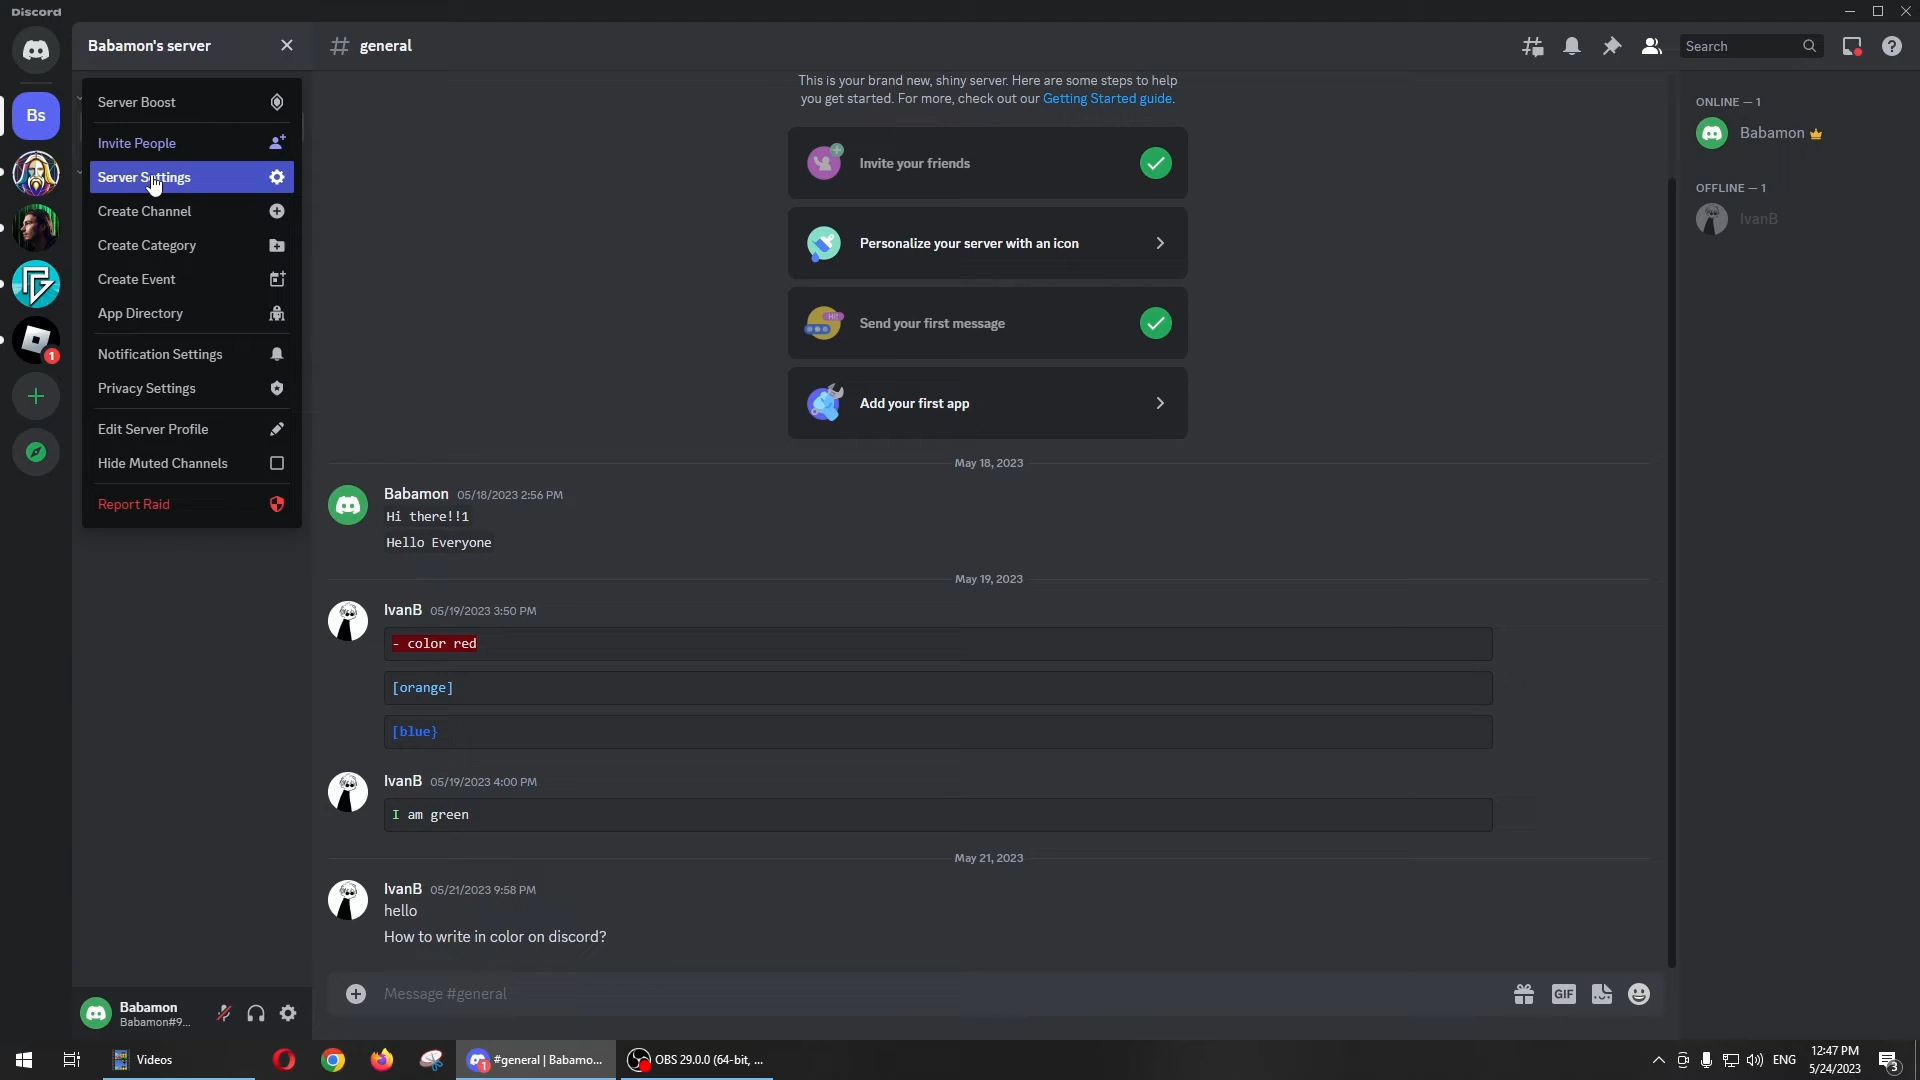 Discord
Babamon's server
general
Search
Bs
Server Boost
Invite People
Server Settings
Create Channel
Create Category
Create Event
App Directory
Notification Settings
Privacy Settings
Edit Server Profile
Hide Muted Channels
Report Raid
1
This is your brand new, shiny server. Here are some steps to help
you get started. For more, check out our Getting Started guide.
Invite your friends
Personalize your server with an icon
Hi!
Send your first message
Add your first app
May 18, 2023
Babamon 05/18/2023 2:56 PM
Hi there!!1
Hello Everyone
May 19, 2023
IvanB 05/19/2023 3:50 PM
- color red
[orange]
[blue}
IvanB 05/19/2023 4:00 PM
I am green
May 21, 2023
IvanB 05/21/2023 9:58 PM
hello
How to write in color on discord?
Message #general
GIF
ONLINE — 1
Babamon
OFFLINE — 1
IvanB
Babamon
Babamon#9...
Videos
1
#general | Babamo...
OBS 29.0.0 (64-bit, ...
ENG
12:47 PM
5/24/2023
3